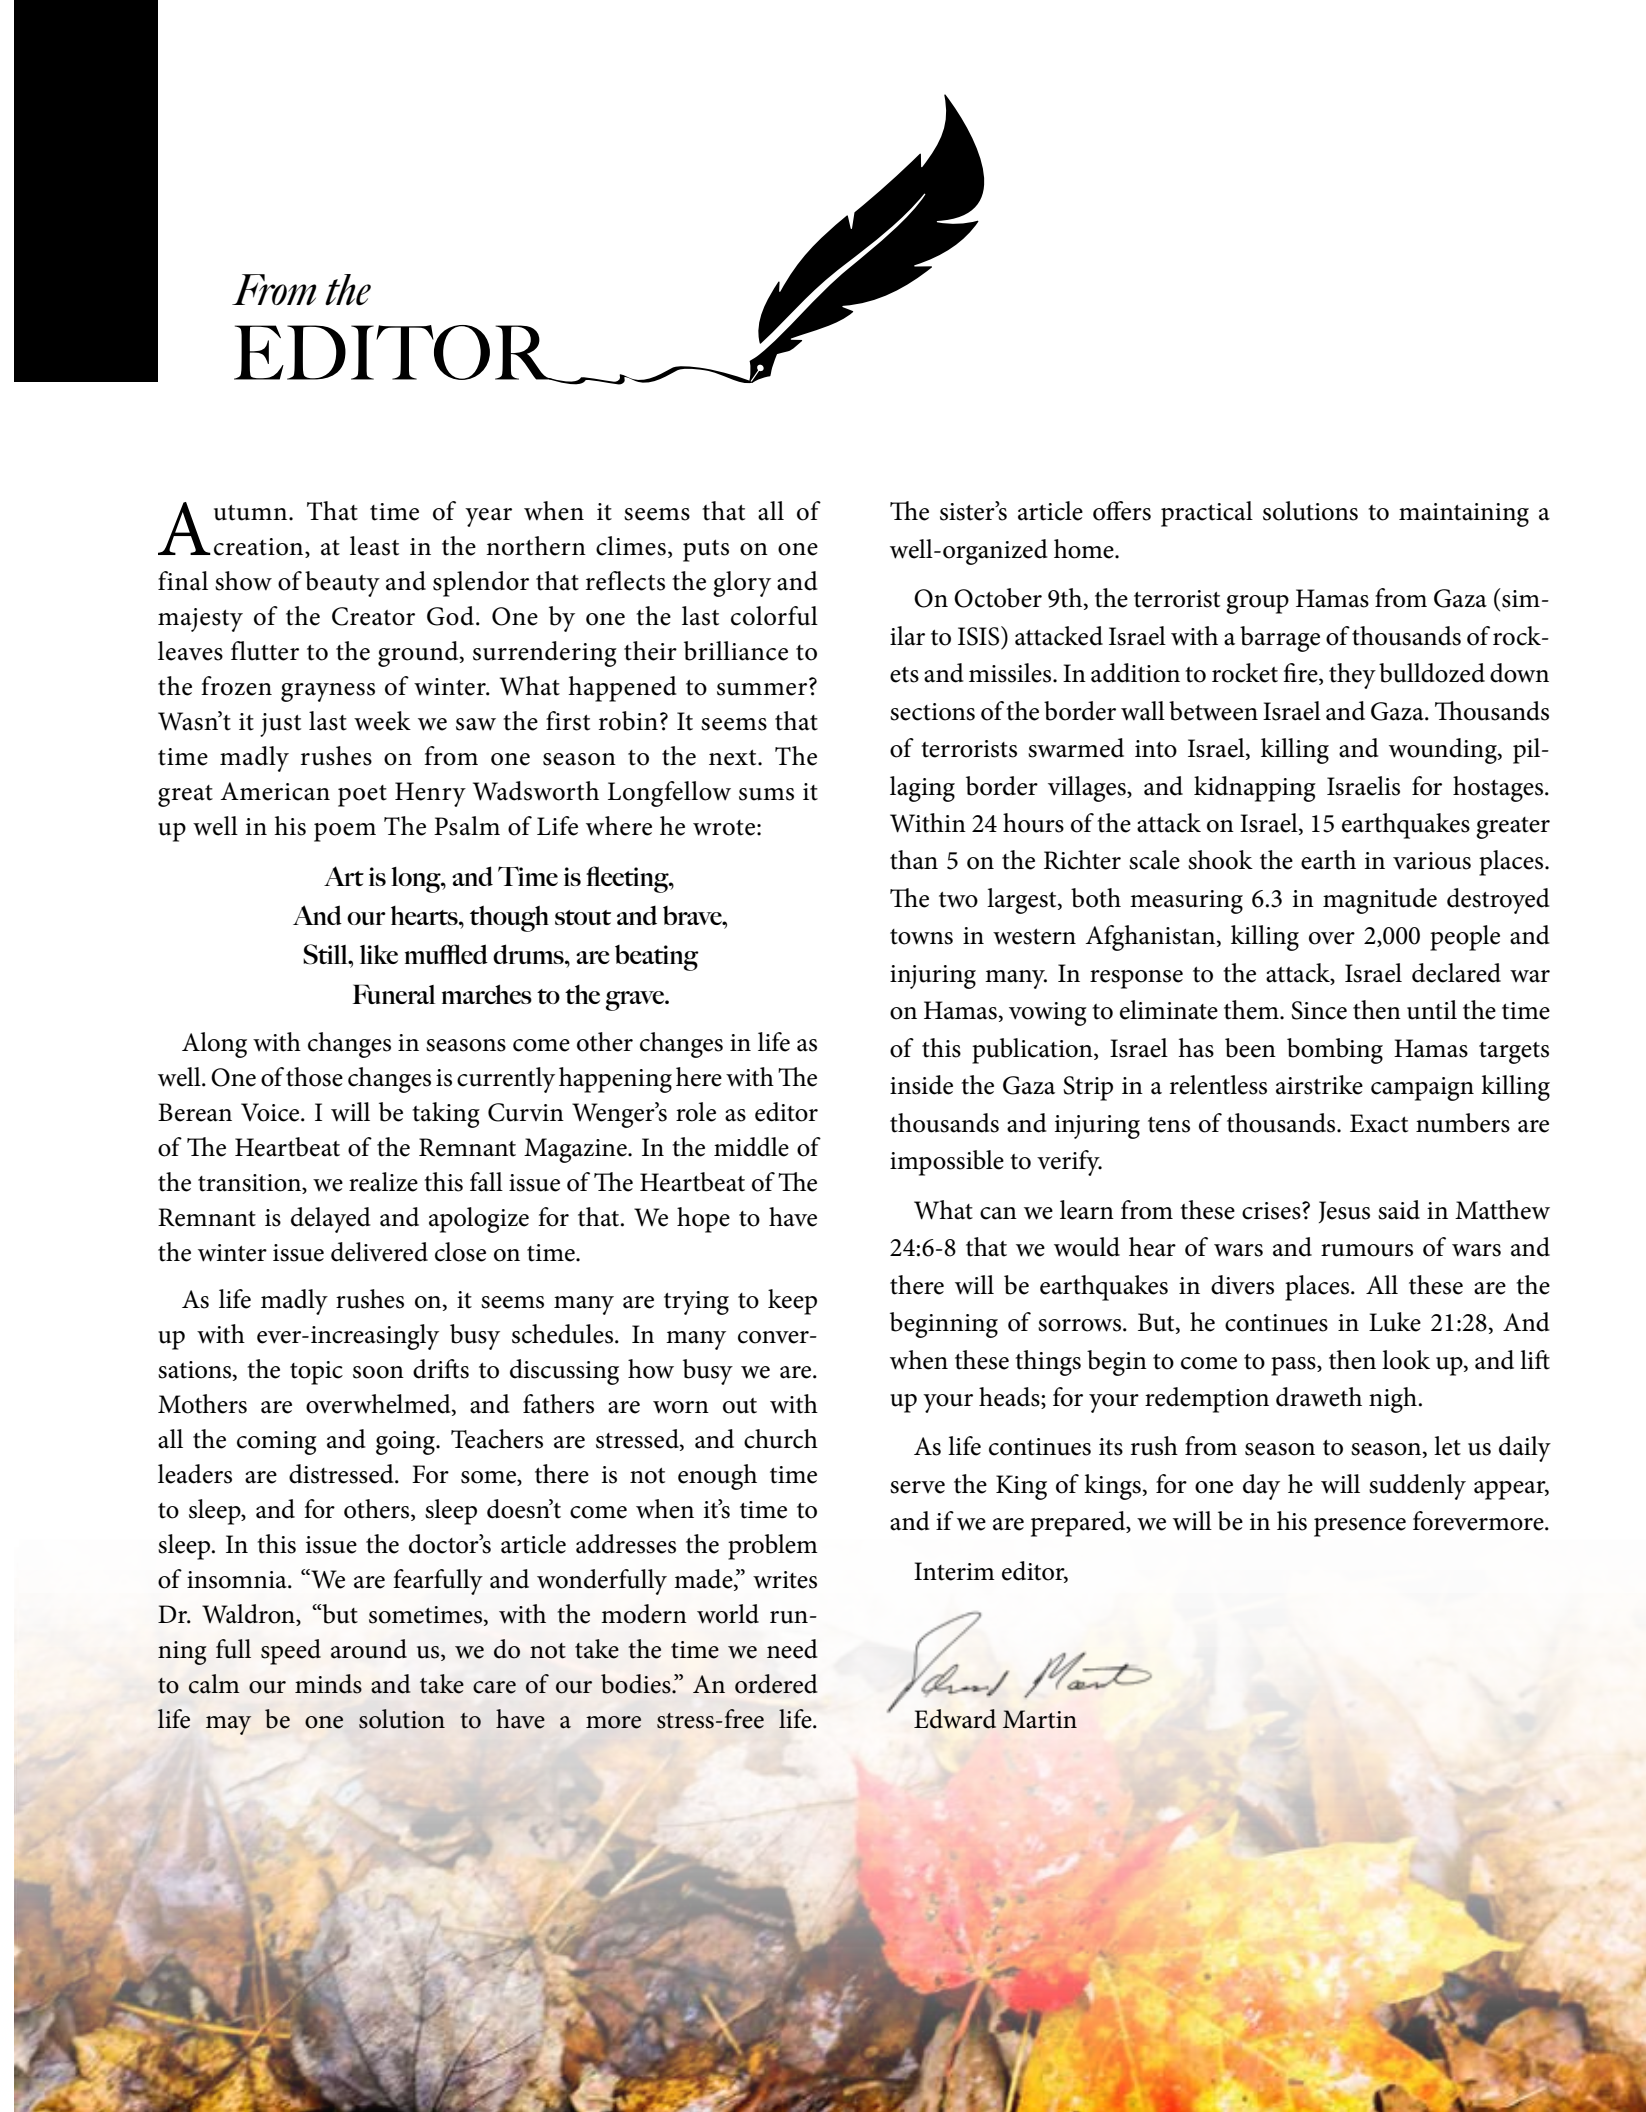 From the
EDITOR
Autumn. That time of year when it seems that all of
creation, at least in the northern climes, puts on one
final show of beauty and splendor that reflects the glory and
majesty of the Creator God. One by one the last colorful
leaves flutter to the ground, surrendering their brilliance to
the frozen grayness of winter. What happened to summer?
Wasn’t it just last week we saw the first robin? It seems that
time madly rushes on from one season to the next. The
great American poet Henry Wadsworth Longfellow sums it
up well in his poem The Psalm of Life where he wrote:
Art is long, and Time is fleeting,
And our hearts, though stout and brave,
Still, like muffled drums, are beating
Funeral marches to the grave.
Along with changes in seasons come other changes in life as
well. One of those changes is currently happening here with The
Berean Voice. I will be taking Curvin Wenger’s role as editor
of The Heartbeat of the Remnant Magazine. In the middle of
the transition, we realize this fall issue of The Heartbeat of The
Remnant is delayed and apologize for that. We hope to have
the winter issue delivered close on time.
As life madly rushes on, it seems many are trying to keep
up with ever-increasingly busy schedules. In many conver-
sations, the topic soon drifts to discussing how busy we are.
Mothers are overwhelmed, and fathers are worn out with
all the coming and going. Teachers are stressed, and church
leaders are distressed. For some, there is not enough time
to sleep, and for others, sleep doesn’t come when it’s time to
sleep. In this issue the doctor’s article addresses the problem
of insomnia. “We are fearfully and wonderfully made,” writes
Dr. Waldron, “but sometimes, with the modern world run-
ning full speed around us, we do not take the time we need
to calm our minds and take care of our bodies.” An ordered
life may be one solution to have a more stress-free life.
The sister’s article offers practical solutions to maintaining a
well-organized home.
On October 9th, the terrorist group Hamas from Gaza (sim-
ilar to ISIS) attacked Israel with a barrage of thousands of rock-
ets and missiles. In addition to rocket fire, they bulldozed down
sections of the border wall between Israel and Gaza. Thousands
of terrorists swarmed into Israel, killing and wounding, pil-
laging border villages, and kidnapping Israelis for hostages.
Within 24 hours of the attack on Israel, 15 earthquakes greater
than 5 on the Richter scale shook the earth in various places.
The two largest, both measuring 6.3 in magnitude destroyed
towns in western Afghanistan, killing over 2,000 people and
injuring many. In response to the attack, Israel declared war
on Hamas, vowing to eliminate them. Since then until the time
of this publication, Israel has been bombing Hamas targets
inside the Gaza Strip in a relentless airstrike campaign killing
thousands and injuring tens of thousands. Exact numbers are
impossible to verify.
What can we learn from these crises? Jesus said in Matthew
24:6-8 that we would hear of wars and rumours of wars and
there will be earthquakes in divers places. All these are the
beginning of sorrows. But, he continues in Luke 21:28, And
when these things begin to come to pass, then look up, and lift
up your heads; for your redemption draweth nigh.
As life continues its rush from season to season, let us daily
serve the King of kings, for one day he will suddenly appear,
and if we are prepared, we will be in his presence forevermore.
Interim editor,
Edward Martin